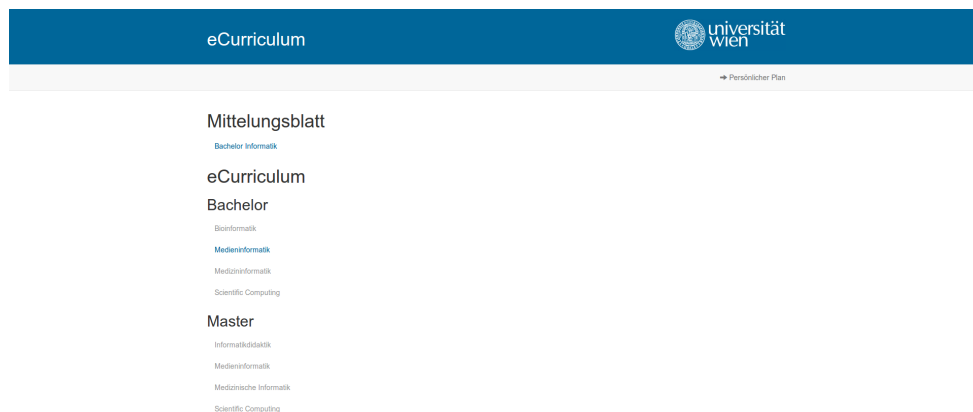 eCurriculum
universität
wien
Persönlicher Plan
Mittelungsblatt
Bachelor Informatik
eCurriculum
Bachelor
Bioinformatik
Medieninformatik
Medizininformatik
Scientific Computing
Master
Informatikdidaktik
Medieninformatik
Medizinische Informatik
Scientific Computing